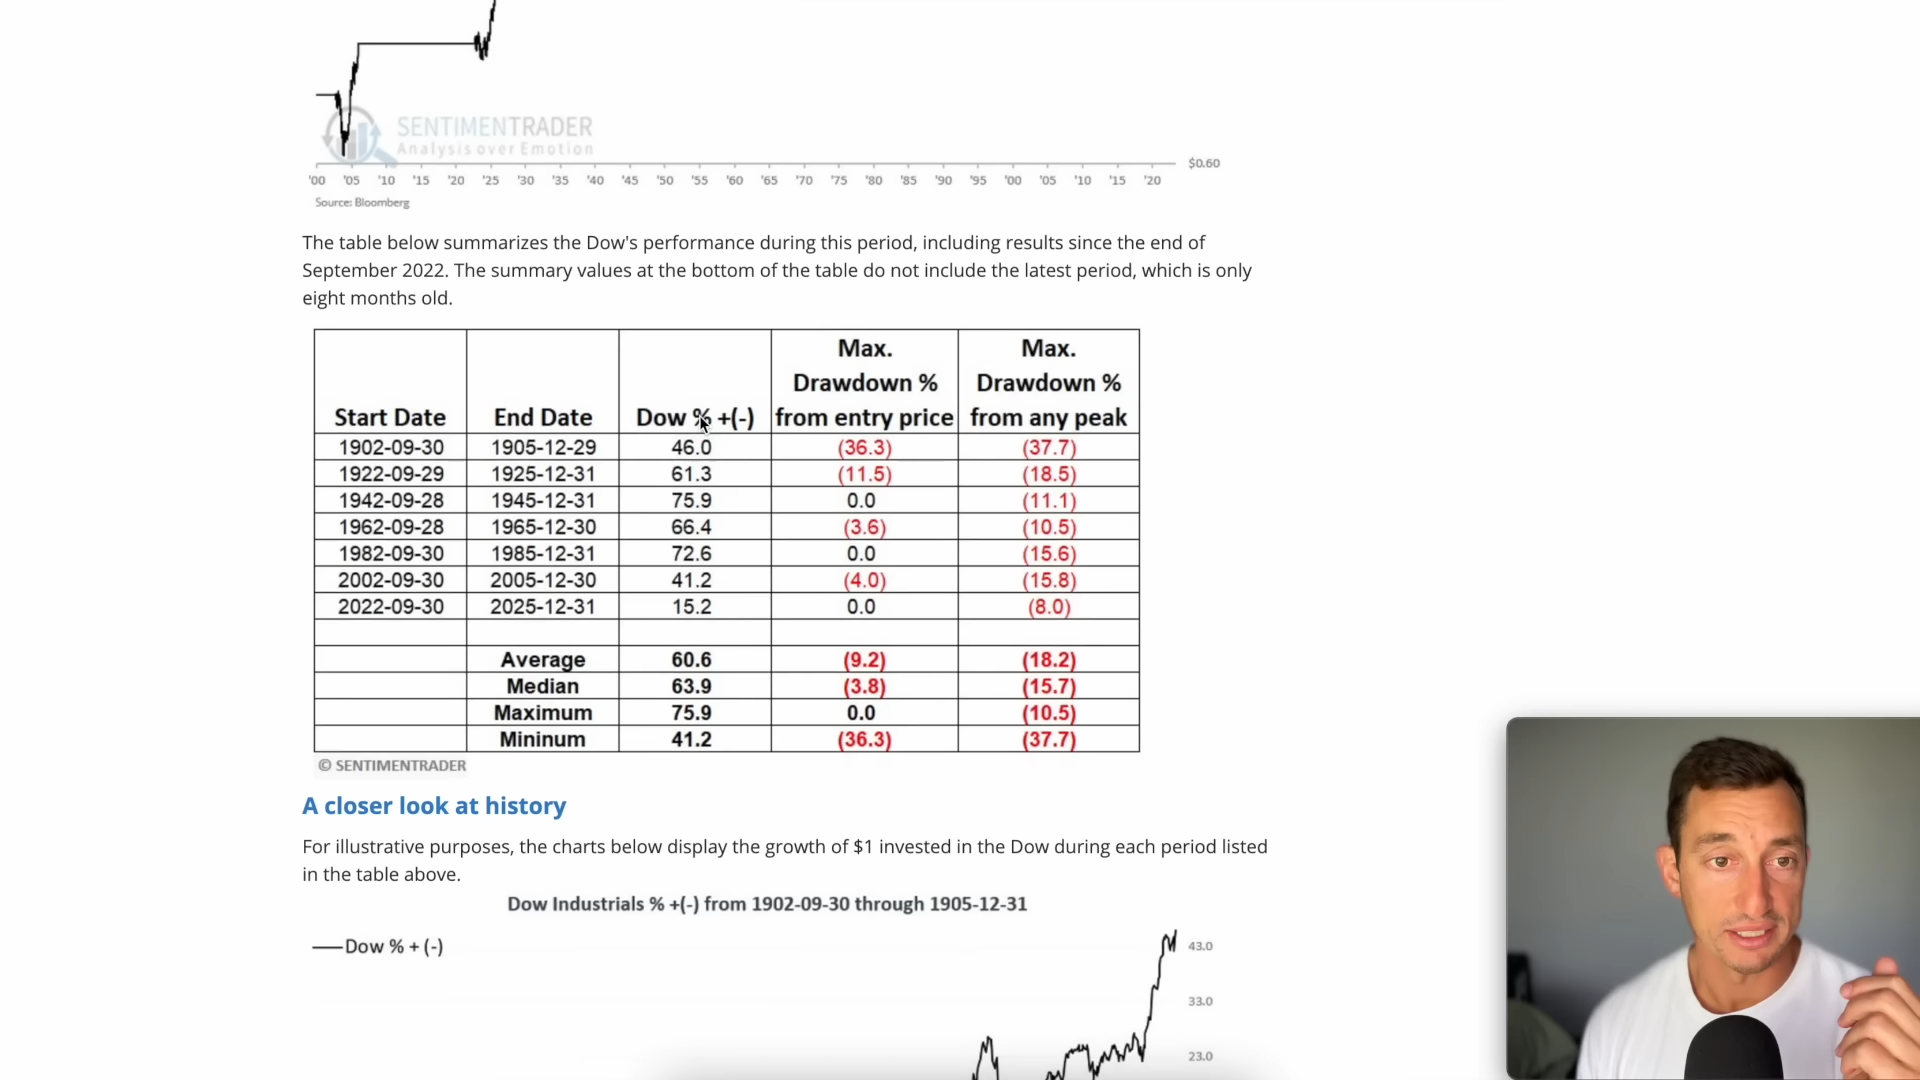 SENTIMENTRADER
Analysis over Emotion
$0.60
'00 '05 '10 '15 '20 '25 '30 '35 '40 '45 '50 '55 '60 '65 '70 '75 '80 '85 '90 '95 '00 '05 '10 '15 '20
Source: Bloomberg
The table below summarizes the Dow's performance during this period, including results since the end of
September 2022. The summary values at the bottom of the table do not include the latest period, which is only
eight months old.
Max. Max.
Drawdown % Drawdown %
Start Date End Date Dow % +(-) from entry price from any peak
1902-09-30 1905-12-29 46.0 (36.3) (37.7)
1922-09-29 1925-12-31 61.3 (11.5) (18.5)
1942-09-28 1945-12-31 75.9 0.0 (11.1)
1962-09-28 1965-12-30 66.4 (3.6) (10.5)
1982-09-30 1985-12-31 72.6 0.0 (15.6)
2002-09-30 2005-12-30 41.2 (4.0) (15.8)
2022-09-30 2025-12-31 15.2 0.0 (8.0)
Average 60.6 (9.2) (18.2)
Median 63.9 (3.8) (15.7)
Maximum 75.9 0.0 (10.5)
Mininum 41.2 (36.3) (37.7)
© SENTIMENTRADER
A closer look at history
For illustrative purposes, the charts below display the growth of $1 invested in the Dow during each period listed
in the table above.
Dow Industrials % +(-) from 1902-09-30 through 1905-12-31
Dow % + (-)
43.0
33.0
23.0